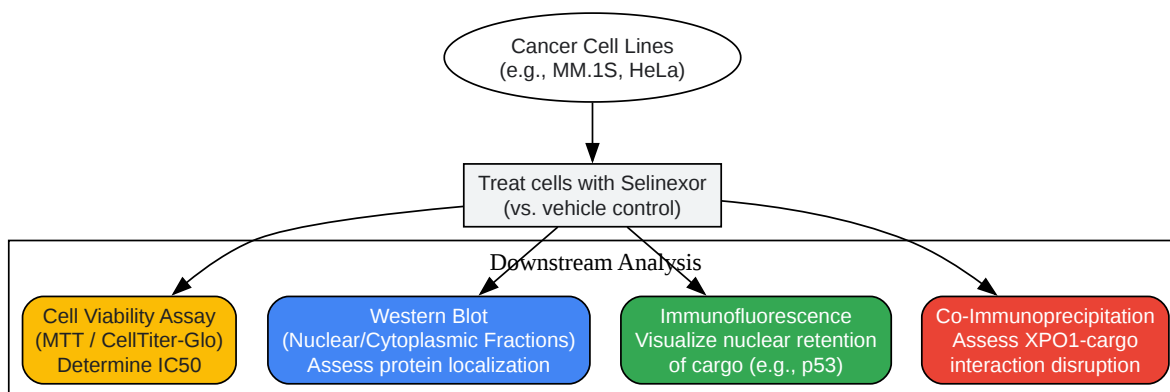 Cancer Cell Lines
(e.g., MM.1S, HeLa)
Treat cells with Selinexor
(vs. vehicle control)
Downstream Analysis
Cell Viability Assay
(MTT / CellTiter-Glo)
Determine IC50
Western Blot
(Nuclear/Cytoplasmic Fractions)
Assess protein localization
Immunofluorescence
Visualize nuclear retention
of cargo (e.g., p53)
Co-Immunoprecipitation
Assess XPO1-cargo
interaction disruption